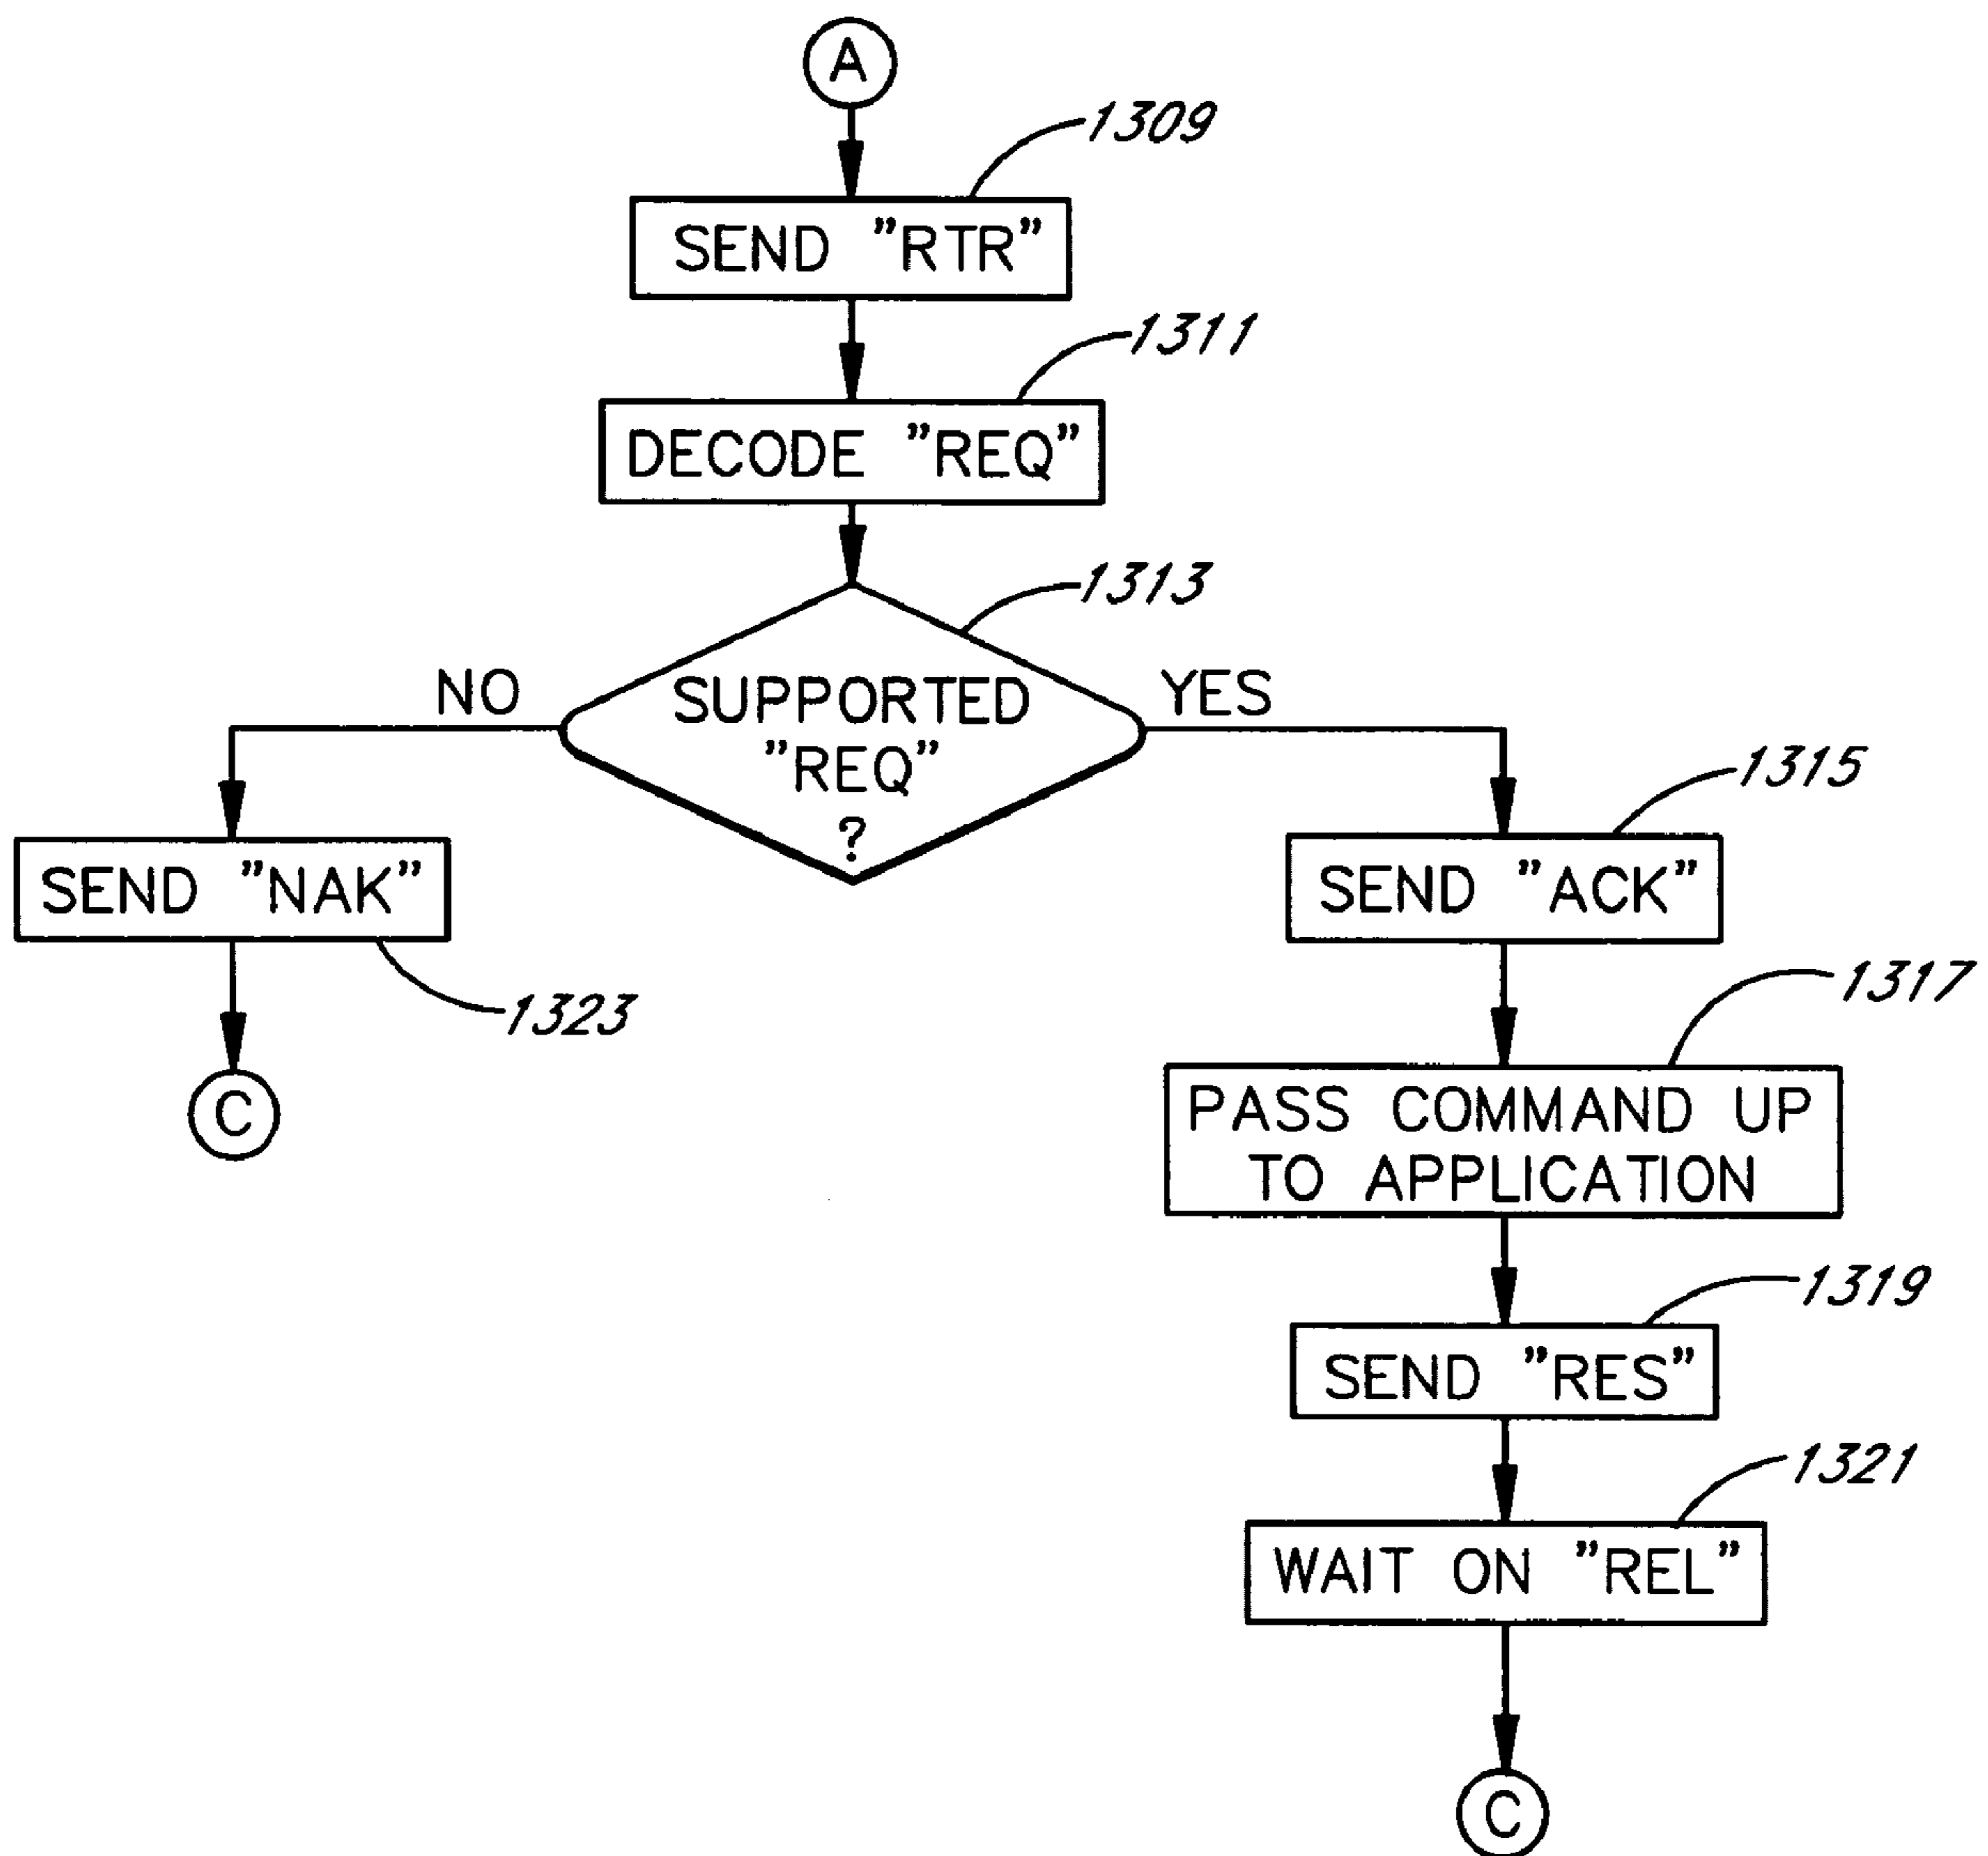 A
1309
SEND "RTR"
1311
DECODE "REQ"
1313
NO
SUPPORTED
"REQ"
?
YES
1315
SEND "NAK"
SEND "ACK"
1323
1317
C
PASS COMMAND UP
TO APPLICATION
1319
SEND "RES"
1321
WAIT ON "REL"
C